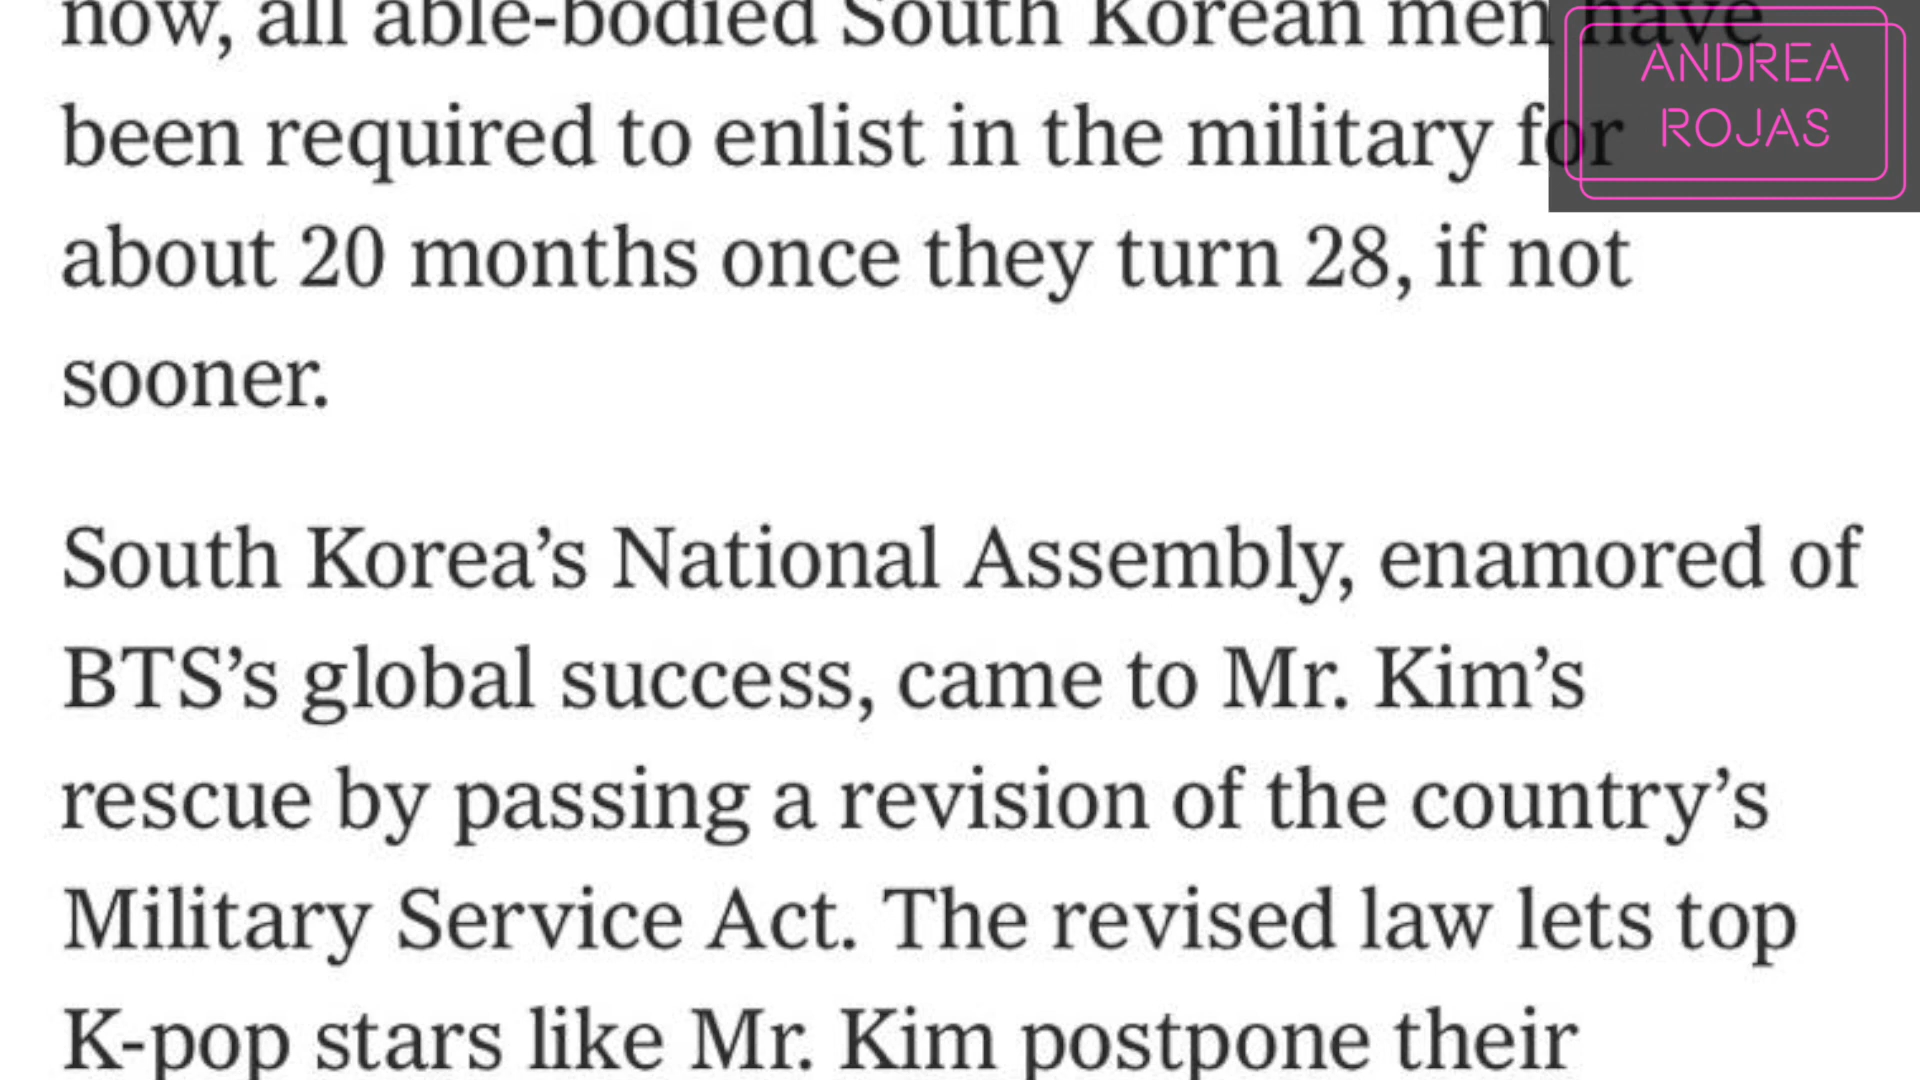 now, all able-bodied South Korean men have
been required to enlist in the military for
about 20 months once they turn 28, if not
sooner.
South Korea’s National Assembly, enamored of
BTS’s global success, came to Mr. Kim’s
rescue by passing a revision of the country’s
Military Service Act. The revised law lets top
K-pop stars like Mr. Kim postpone their
ANDREA
ROJAS